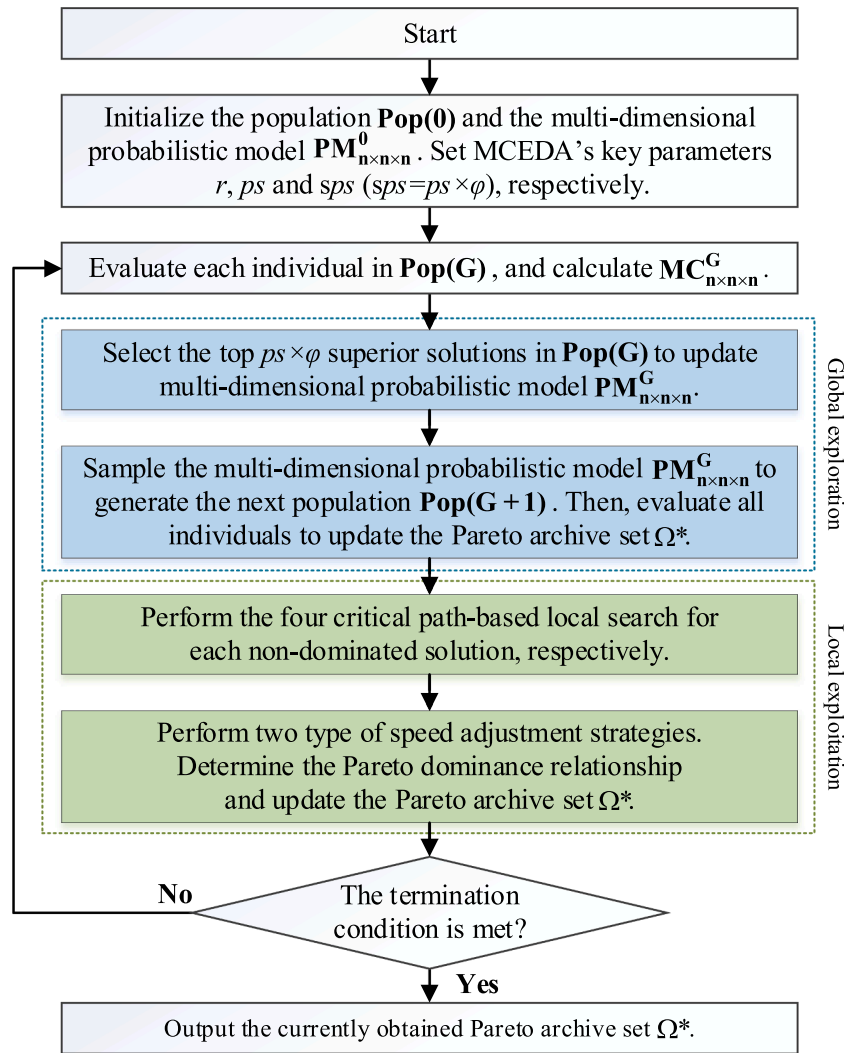 Start
Initialize the population Pop(0) and the multi-dimensional
probabilistic model PM⁰ₙ×ₙ×ₙ. Set MCEDA's key parameters
r, ps and sps (sps=ps×φ), respectively.
Evaluate each individual in Pop(G), and calculate MCᴳₙ×ₙ×ₙ.
Select the top ps×φ superior solutions in Pop(G) to update
multi-dimensional probabilistic model PMᴳₙ×ₙ×ₙ.
Sample the multi-dimensional probabilistic model PMᴳₙ×ₙ×ₙ to
generate the next population Pop(G+1). Then, evaluate all
individuals to update the Pareto archive set Ω*.
Global exploration
Perform the four critical path-based local search for
each non-dominated solution, respectively.
Perform two type of speed adjustment strategies.
Determine the Pareto dominance relationship
and update the Pareto archive set Ω*.
Local exploitation
The termination
condition is met?
No
Yes
Output the currently obtained Pareto archive set Ω*.